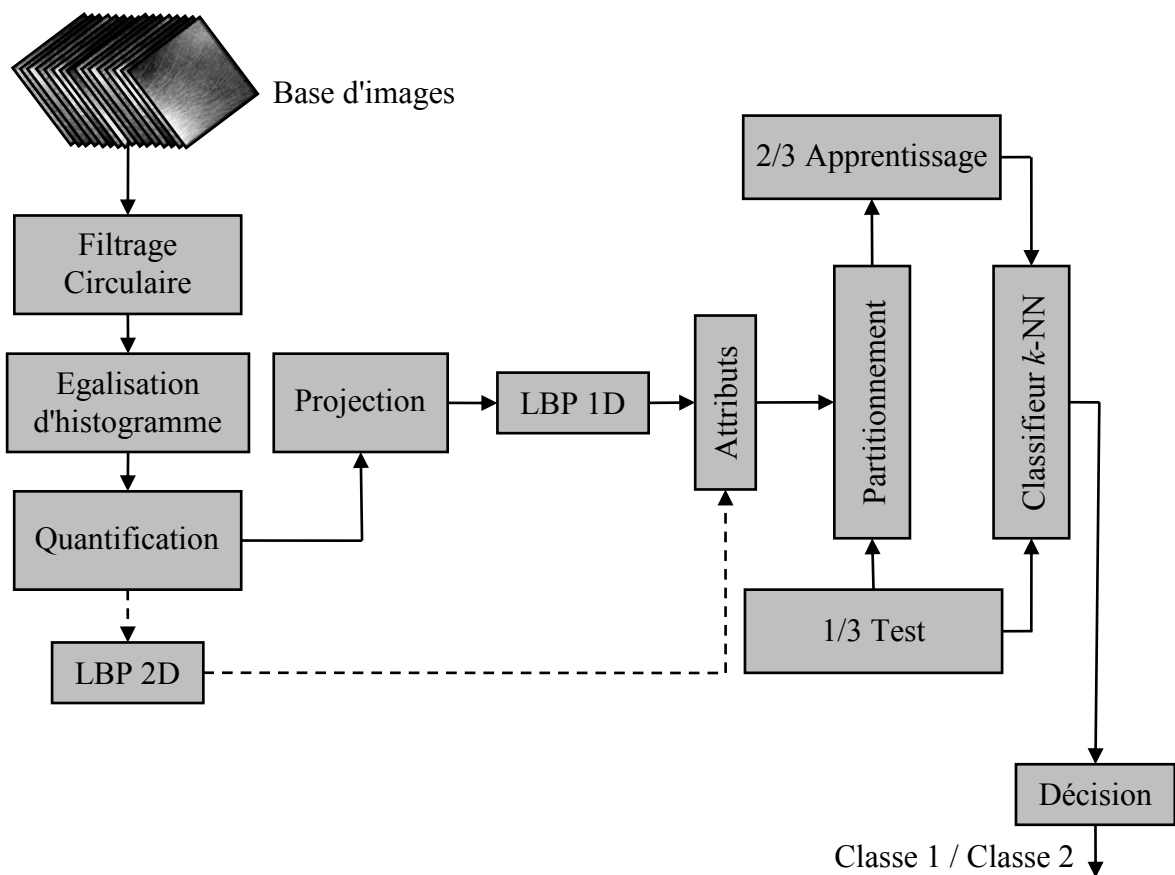 Base d'images
2/3 Apprentissage
Filtrage
Circulaire
Egalisation
d'histogramme
Projection
LBP 1D
Attributs
Partitionnement
Classifieur k-NN
Quantification
1/3 Test
LBP 2D
Décision
Classe 1 / Classe 2